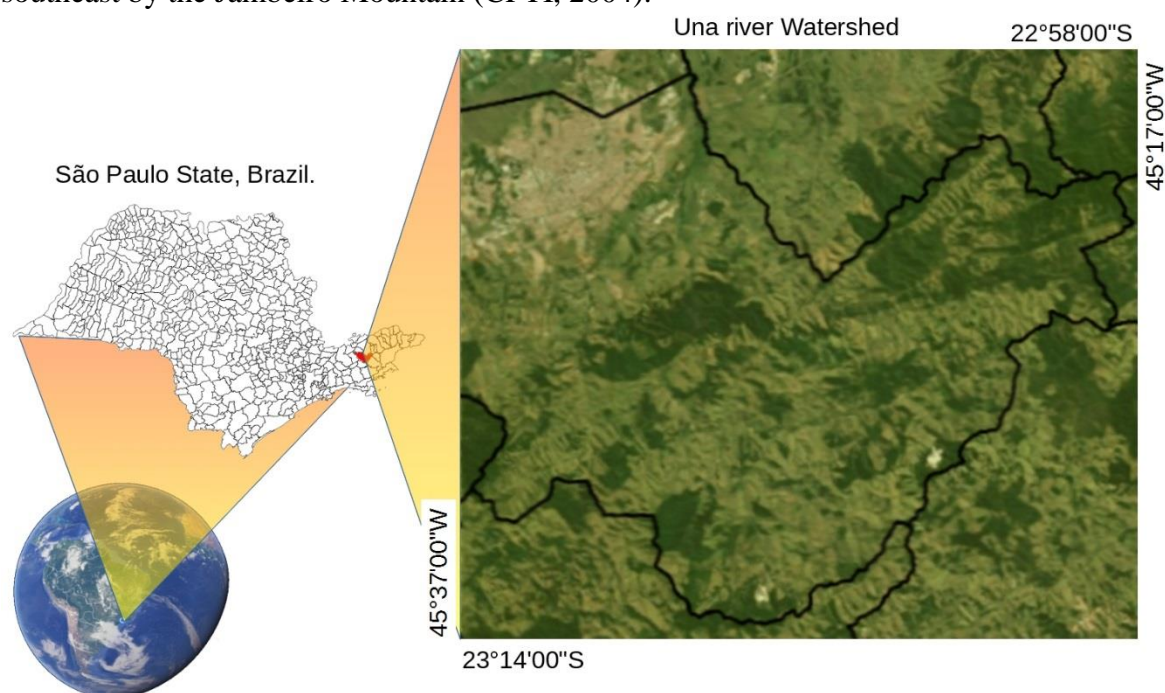 southeast by the Jambeiro Mountain (CPTI, 2004).
Una river Watershed
22°58'00"S
45°17'00"W
São Paulo State, Brazil.
45°37'00"W
23°14'00"S